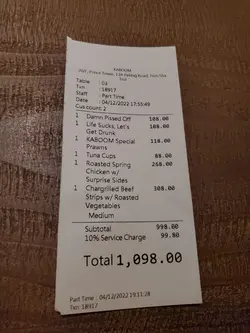 KABOOM
Table : 03
Txn : 18917
Staff : Part Time
Date : 04/12/2022 17:55:49
Cus.count: 2
1 Damn Pissed Off 108.00
1 Life Sucks, Let's 108.00
Get Drunk
1 KABOOM Special 118.00
Prawns
1 Tuna Cups 88.00
1 Roasted Spring 268.00
Chicken w/
Surprise Sides
1 Chargrilled Beef 308.00
Strips w/ Roasted
Vegetables
Medium
Subtotal 998.00
10% Service Charge 99.80
Total 1,098.00
Part Time : 04/12/2022 19:11:28
Txn 18917